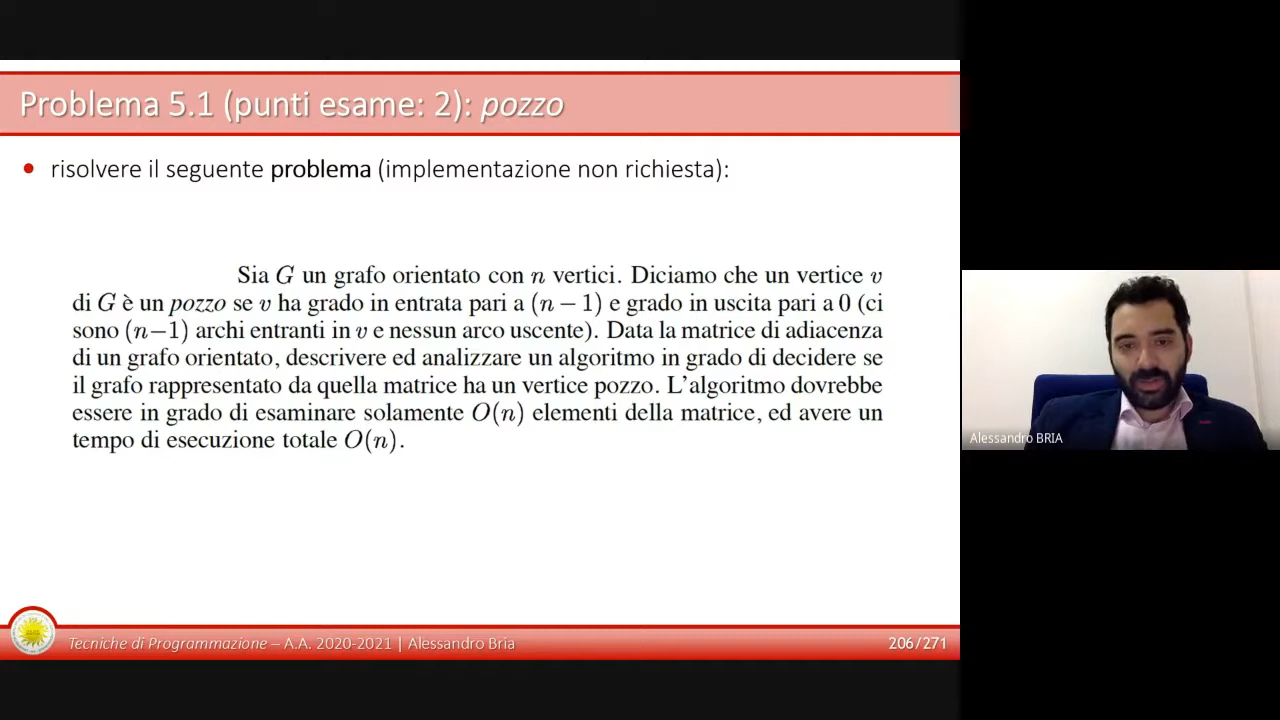 Problema 5.1 (punti esame: 2): pozzo
• risolvere il seguente problema (implementazione non richiesta):
Sia G un grafo orientato con n vertici. Diciamo che un vertice v
di G è un pozzo se v ha grado in entrata pari a (n − 1) e grado in uscita pari a 0 (ci
sono (n−1) archi entranti in v e nessun arco uscente). Data la matrice di adiacenza
di un grafo orientato, descrivere ed analizzare un algoritmo in grado di decidere se
il grafo rappresentato da quella matrice ha un vertice pozzo. L'algoritmo dovrebbe
essere in grado di esaminare solamente O(n) elementi della matrice, ed avere un
tempo di esecuzione totale O(n).
Alessandro BRIA
Tecniche di Programmazione – A.A. 2020-2021 | Alessandro Bria
206/271